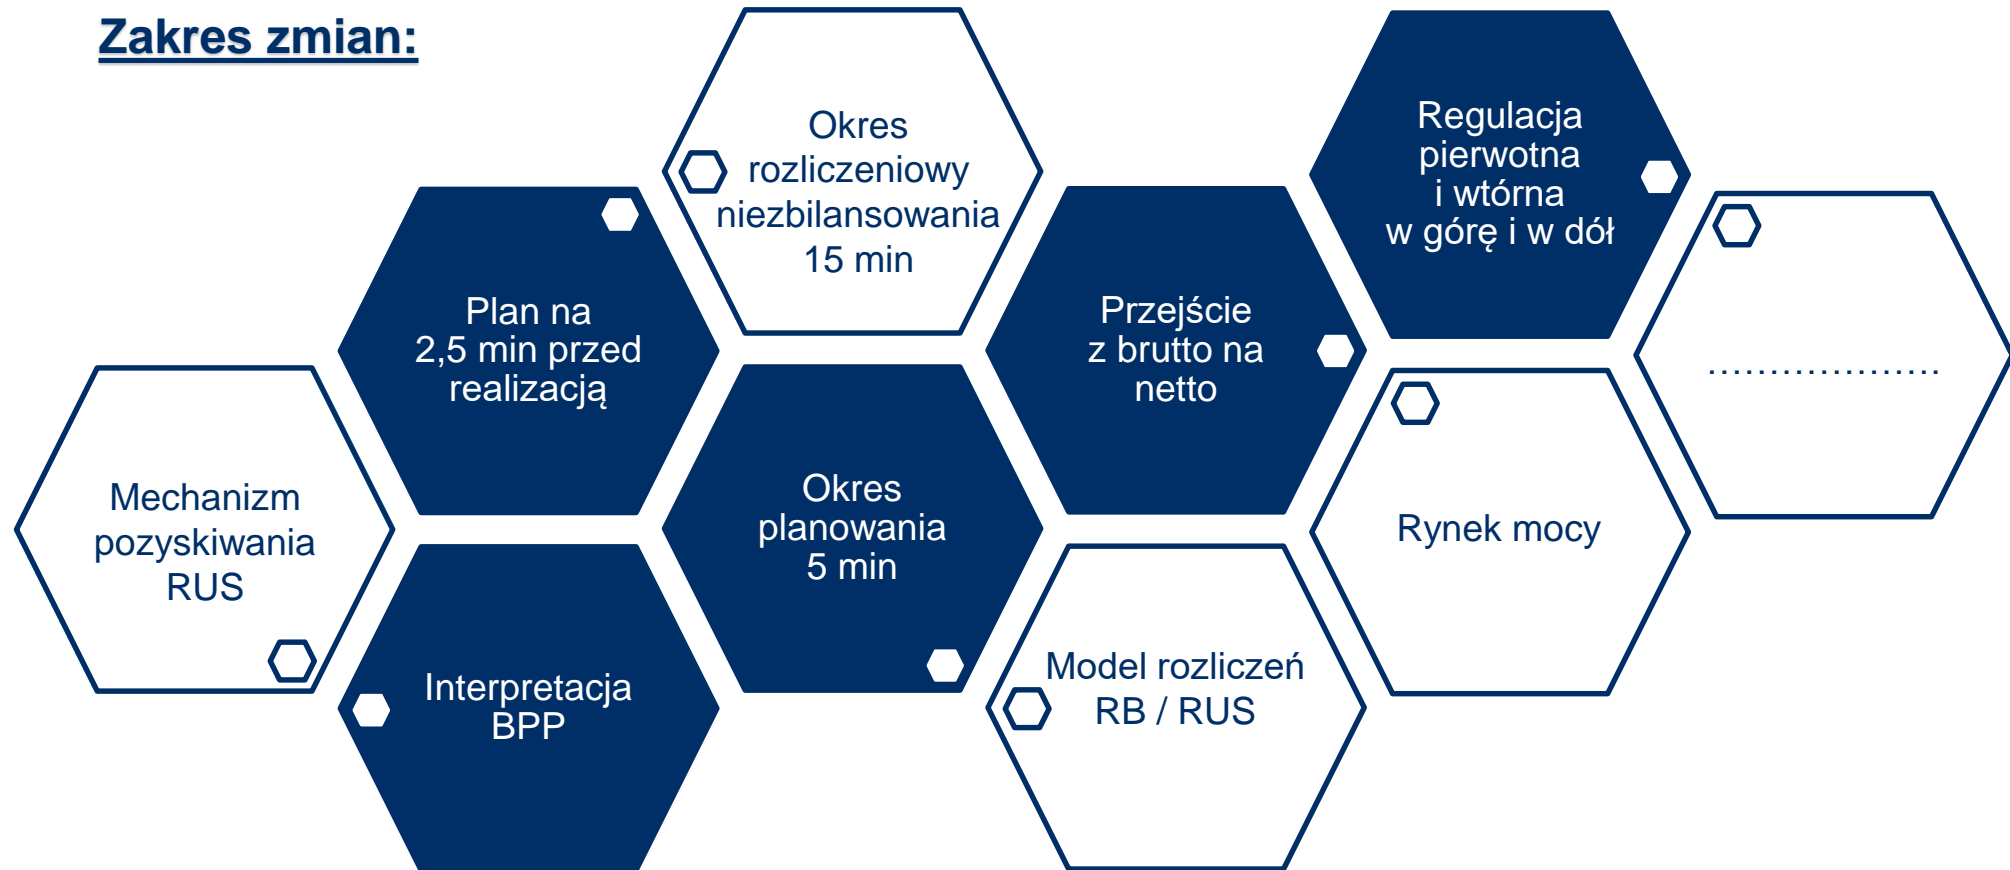 Zakres zmian:
Mechanizm
pozyskiwania
RUS
Plan na
2,5 min przed
realizacją
Interpretacja
BPP
Okres
rozliczeniowy
niezbilansowania
15 min
Okres
planowania
5 min
Przejście
z brutto na
netto
Model rozliczeń
RB / RUS
Regulacja
pierwotna
i wtórna
w górę i w dół
Rynek mocy
...................